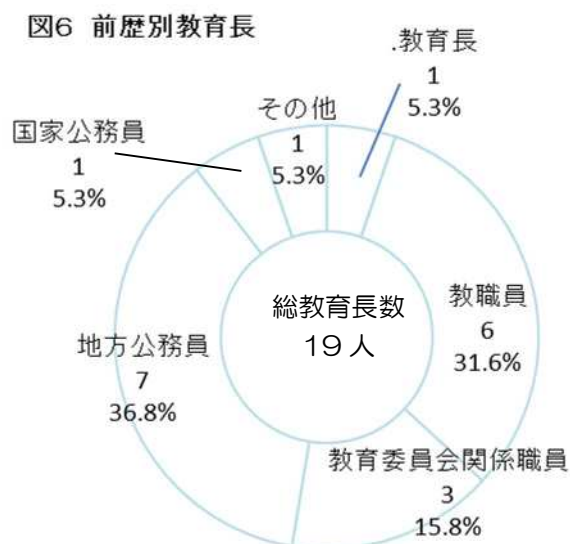 図6 前歴別教育長
.教育長
1
5.3%
教職員
6
31.6%
教育委員会関係職員
3
15.8%
地方公務員
7
36.8%
国家公務員
1
5.3%
その他
1
5.3%
総教育長数
19人